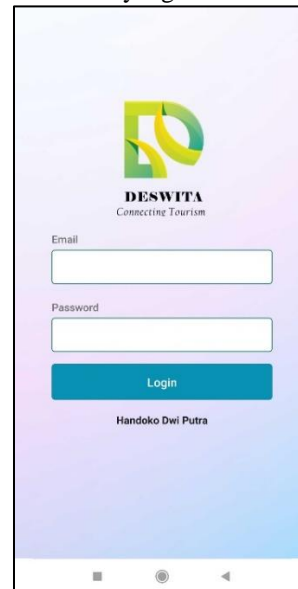 DESWITA
Connecting Tourism
Email
Password
Login
Handoko Dwi Putra